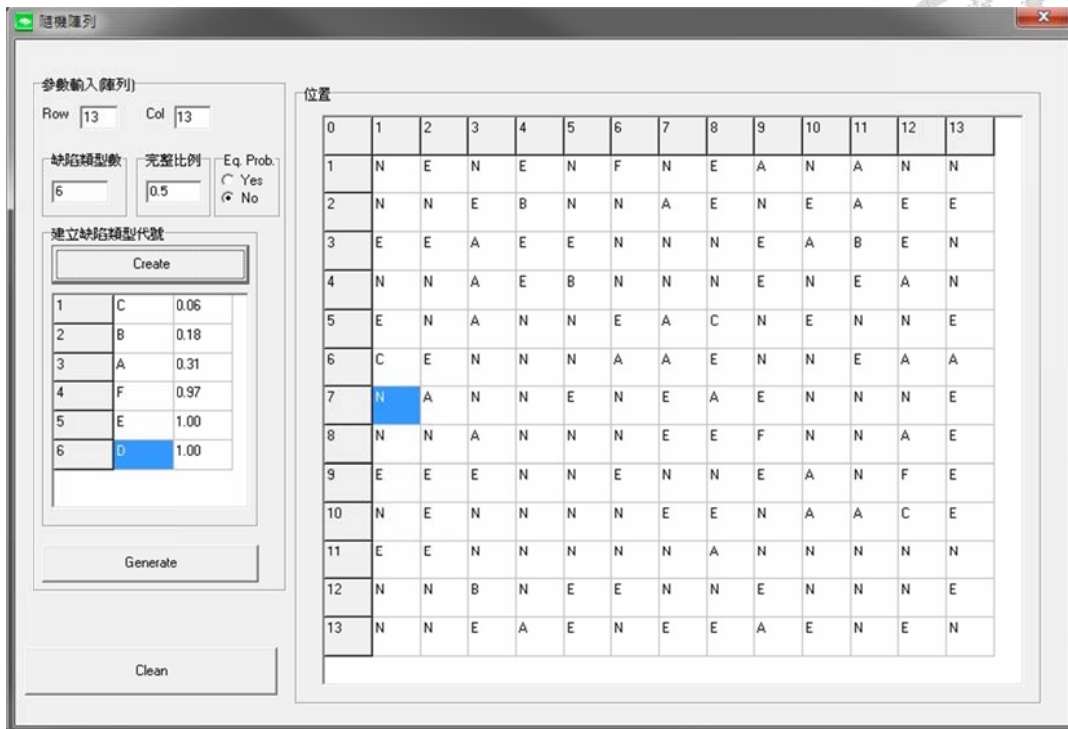 隨機陣列
參數輸入(陣列)
Row 13 Col 13
缺陷類型數 完整比例 Eq. Prob.
6 0.5 Yes
No
建立缺陷類型代號
Create
1 C 0.06
2 B 0.18
3 A 0.31
4 F 0.97
5 E 1.00
6 D 1.00
Generate
Clean
位置
0 1 2 3 4 5 6 7 8 9 10 11 12 13
1 N E N E N F N E A N A N N
2 N N E B N N A E N E A E E
3 E E A E E N N N E A B E N
4 N N A E B N N N E N E A N
5 E N A N N E A C N E N N E
6 C E N N N A A E N N E A A
7 N A N N E N E A E N N N E
8 N N A N N N E E F N N A E
9 E E E N N E N N E A N F E
10 N E N N N N E E N A A C E
11 E E N N N N N A N N N N N
12 N N B N E E N N E N N N E
13 N N E A E N E E A E N E N